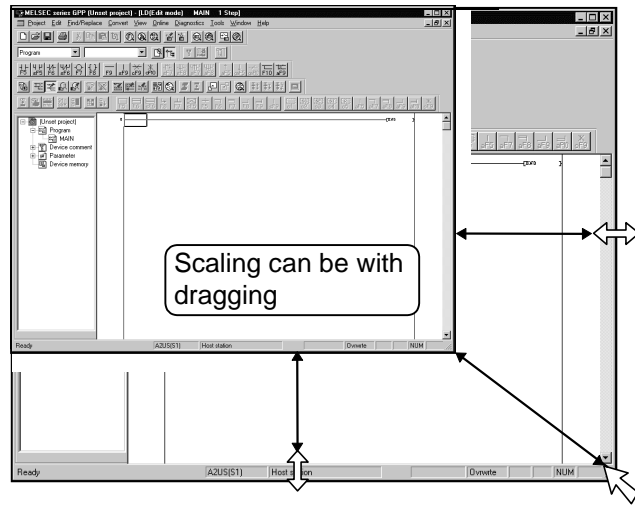 MELSEC series GPP (Unset project) - [LD(Edit mode) MAIN 1 Step]
Project Edit Find/Replace Convert View Online Diagnostics Tools Window Help
Program
[Unset project]
Program
MAIN
Device comment
Parameter
Device memory
Scaling can be with
dragging
Ready A2US(S1) Host station Ovrwrte NUM
Ready A2US(S1) Host s ion Ovrwrte NUM